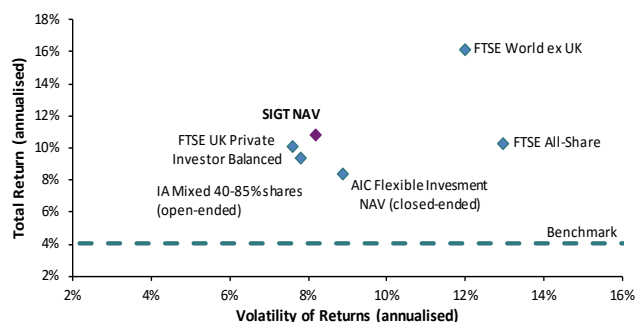 Total Return (annualised)
16%
14%
12%
10%
8%
6%
4%
2%
FTSE World ex UK
SIGT NAV
FTSE UK Private
Investor Balanced
FTSE All-Share
IA Mixed 40-85% shares
(open-ended)
AIC Flexible Invesment
NAV (closed-ended)
Benchmark
2%
4%
6%
8%
10%
12%
14%
16%
Volatility of Returns (annualised)